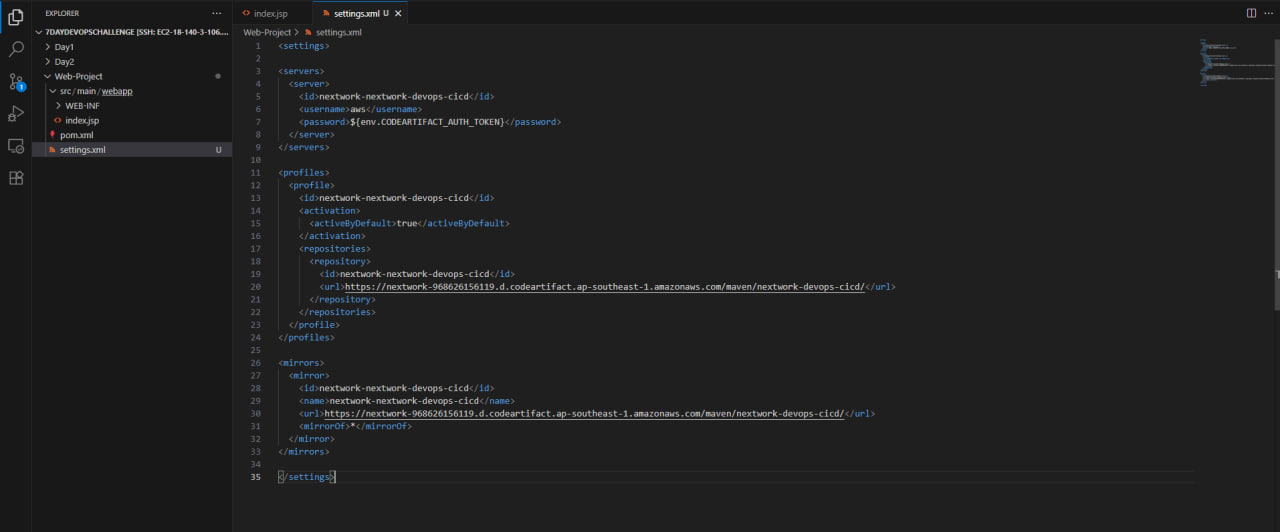 EXPLORER
index.jsp
settings.xml U
7DAYDEVOPSCHALLENGE [SSH: EC2-18-140-3-106....
Day1
Day2
Web-Project
src / main / webapp
WEB-INF
index.jsp
pom.xml
settings.xml U
1
Web-Project > settings.xml
1 <settings>
2
3 <servers>
4 <server>
5 <id>nextwork-nextwork-devops-cicd</id>
6 <username>aws</username>
7 <password>${env.CODEARTIFACT_AUTH_TOKEN}</password>
8 </server>
9 </servers>
10
11 <profiles>
12 <profile>
13 <id>nextwork-nextwork-devops-cicd</id>
14 <activation>
15 <activeByDefault>true</activeByDefault>
16 </activation>
17 <repositories>
18 <repository>
19 <id>nextwork-nextwork-devops-cicd</id>
20 <url>https://nextwork-968626156119.d.codeartifact.ap-southeast-1.amazonaws.com/maven/nextwork-devops-cicd/</url>
21 </repository>
22 </repositories>
23 </profile>
24 </profiles>
25
26 <mirrors>
27 <mirror>
28 <id>nextwork-nextwork-devops-cicd</id>
29 <name>nextwork-nextwork-devops-cicd</name>
30 <url>https://nextwork-968626156119.d.codeartifact.ap-southeast-1.amazonaws.com/maven/nextwork-devops-cicd/</url>
31 <mirrorOf>*</mirrorOf>
32 </mirror>
33 </mirrors>
34
35 </settings>